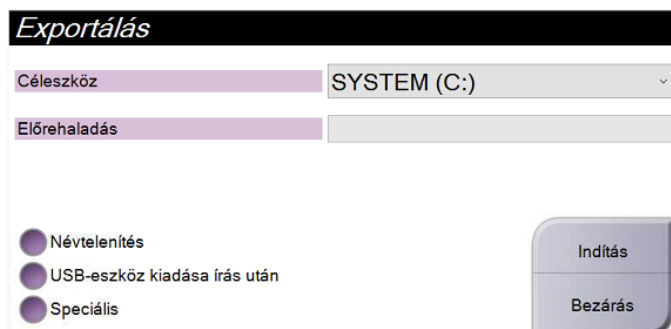 Exportálás
Céleszköz
SYSTEM (C:)
Előrehaladás
Névtelenítés
USB-eszköz kiadása írás után
Speciális
Indítás
Bezárás